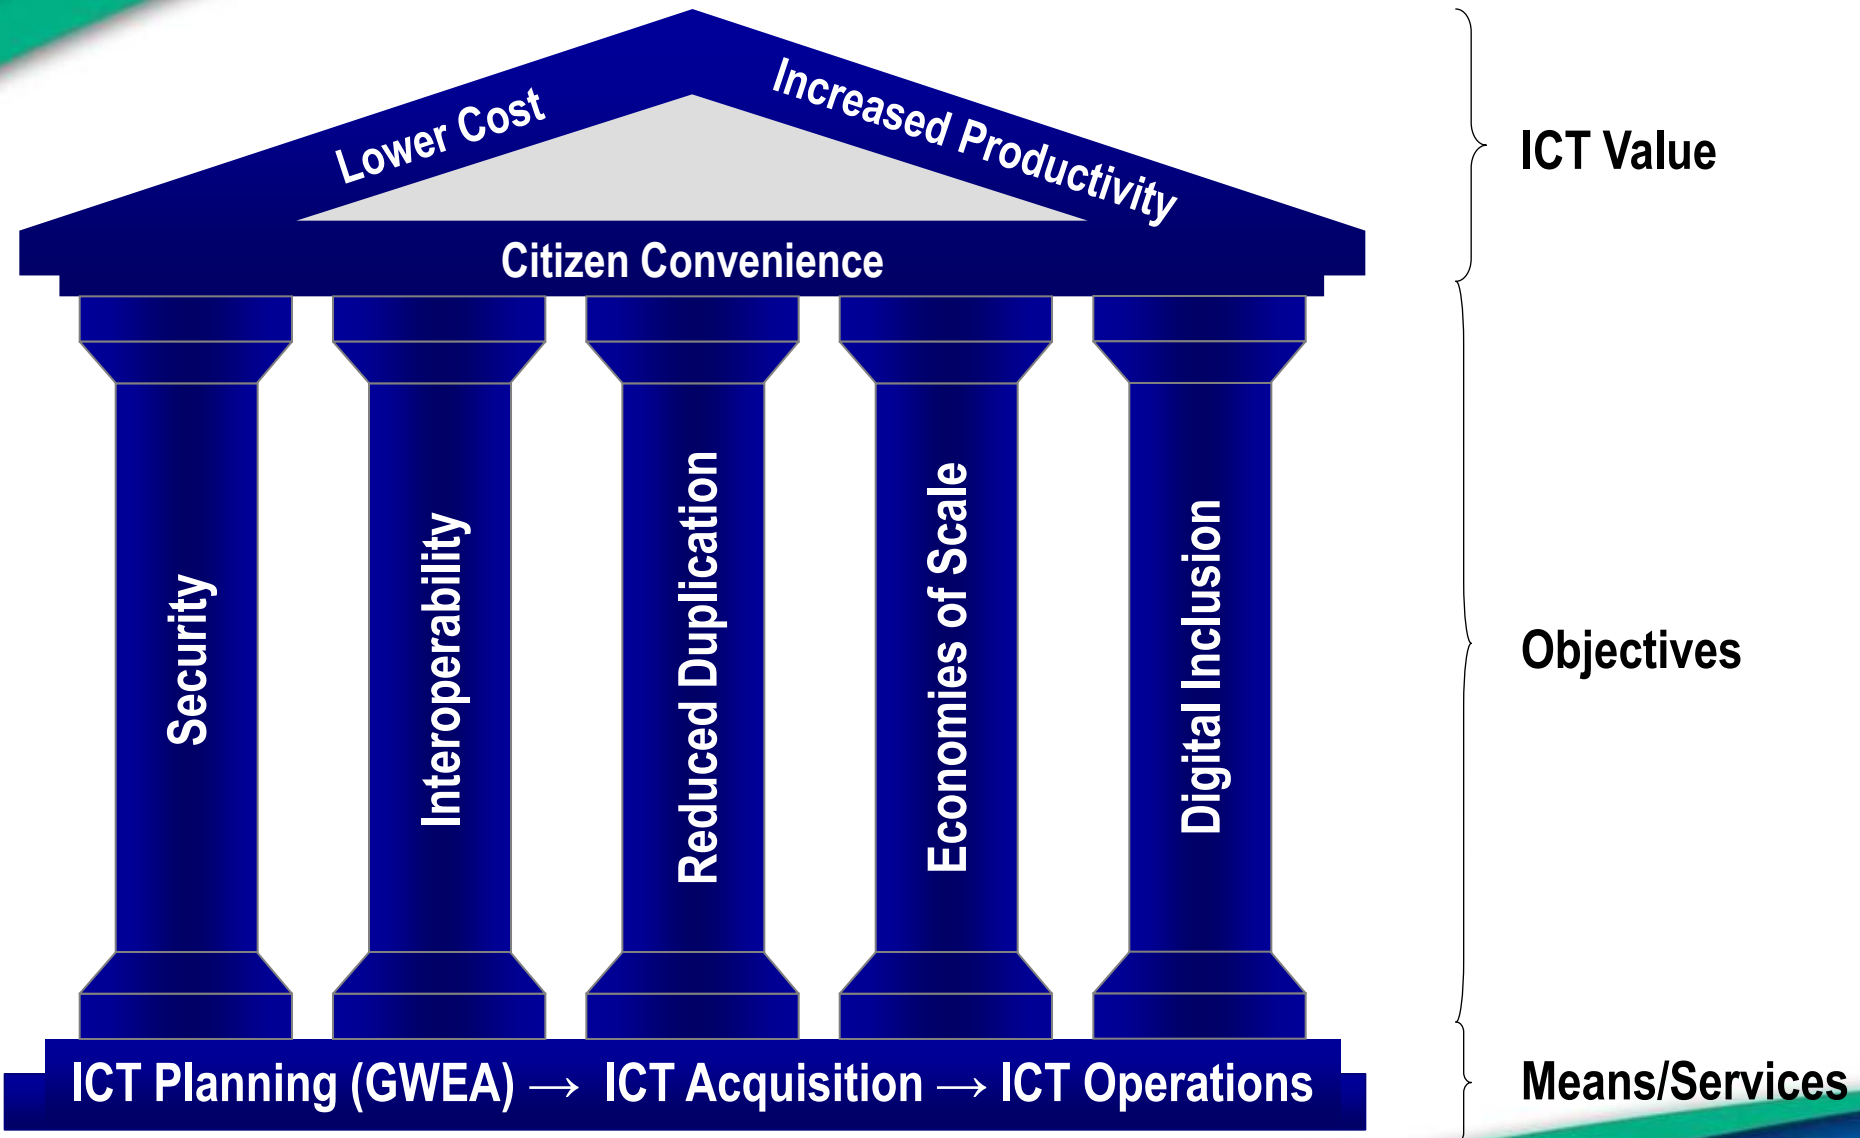 Lower Cost
Increased Productivity
ICT Value
Citizen Convenience
Security
Interoperability
Reduced Duplication
Economies of Scale
Digital Inclusion
Objectives
ICT Planning (GWEA) → ICT Acquisition → ICT Operations
Means/Services